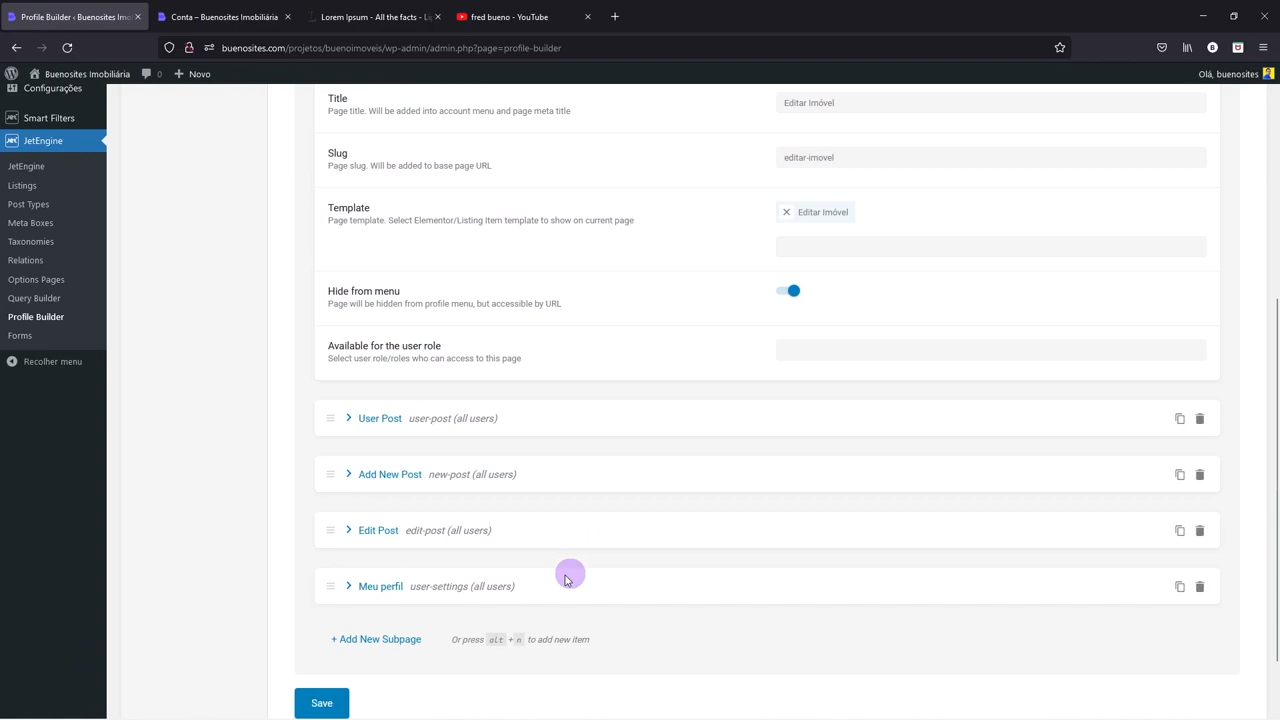 Profile Builder ‹ Buenosites Imo
Conta – Buenosites Imobiliária
Lorem Ipsum - All the facts - Li
fred bueno - YouTube
buenosites.com/projetos/buenoimoveis/wp-admin/admin.php?page=profile-builder
Buenosites Imobiliária
0
Novo
Olá, buenosites
Configurações
Smart Filters
JetEngine
JetEngine
Listings
Post Types
Meta Boxes
Taxonomies
Relations
Options Pages
Query Builder
Profile Builder
Forms
Recolher menu
Title
Page title. Will be added into account menu and page meta title
Editar Imóvel
Slug
Page slug. Will be added to base page URL
editar-imovel
Template
Page template. Select Elementor/Listing Item template to show on current page
Editar Imóvel
Hide from menu
Page will be hidden from profile menu, but accessible by URL
Available for the user role
Select user role/roles who can access to this page
User Post user-post (all users)
Add New Post new-post (all users)
Edit Post edit-post (all users)
Meu perfil user-settings (all users)
+ Add New Subpage Or press alt + n to add new item
Save